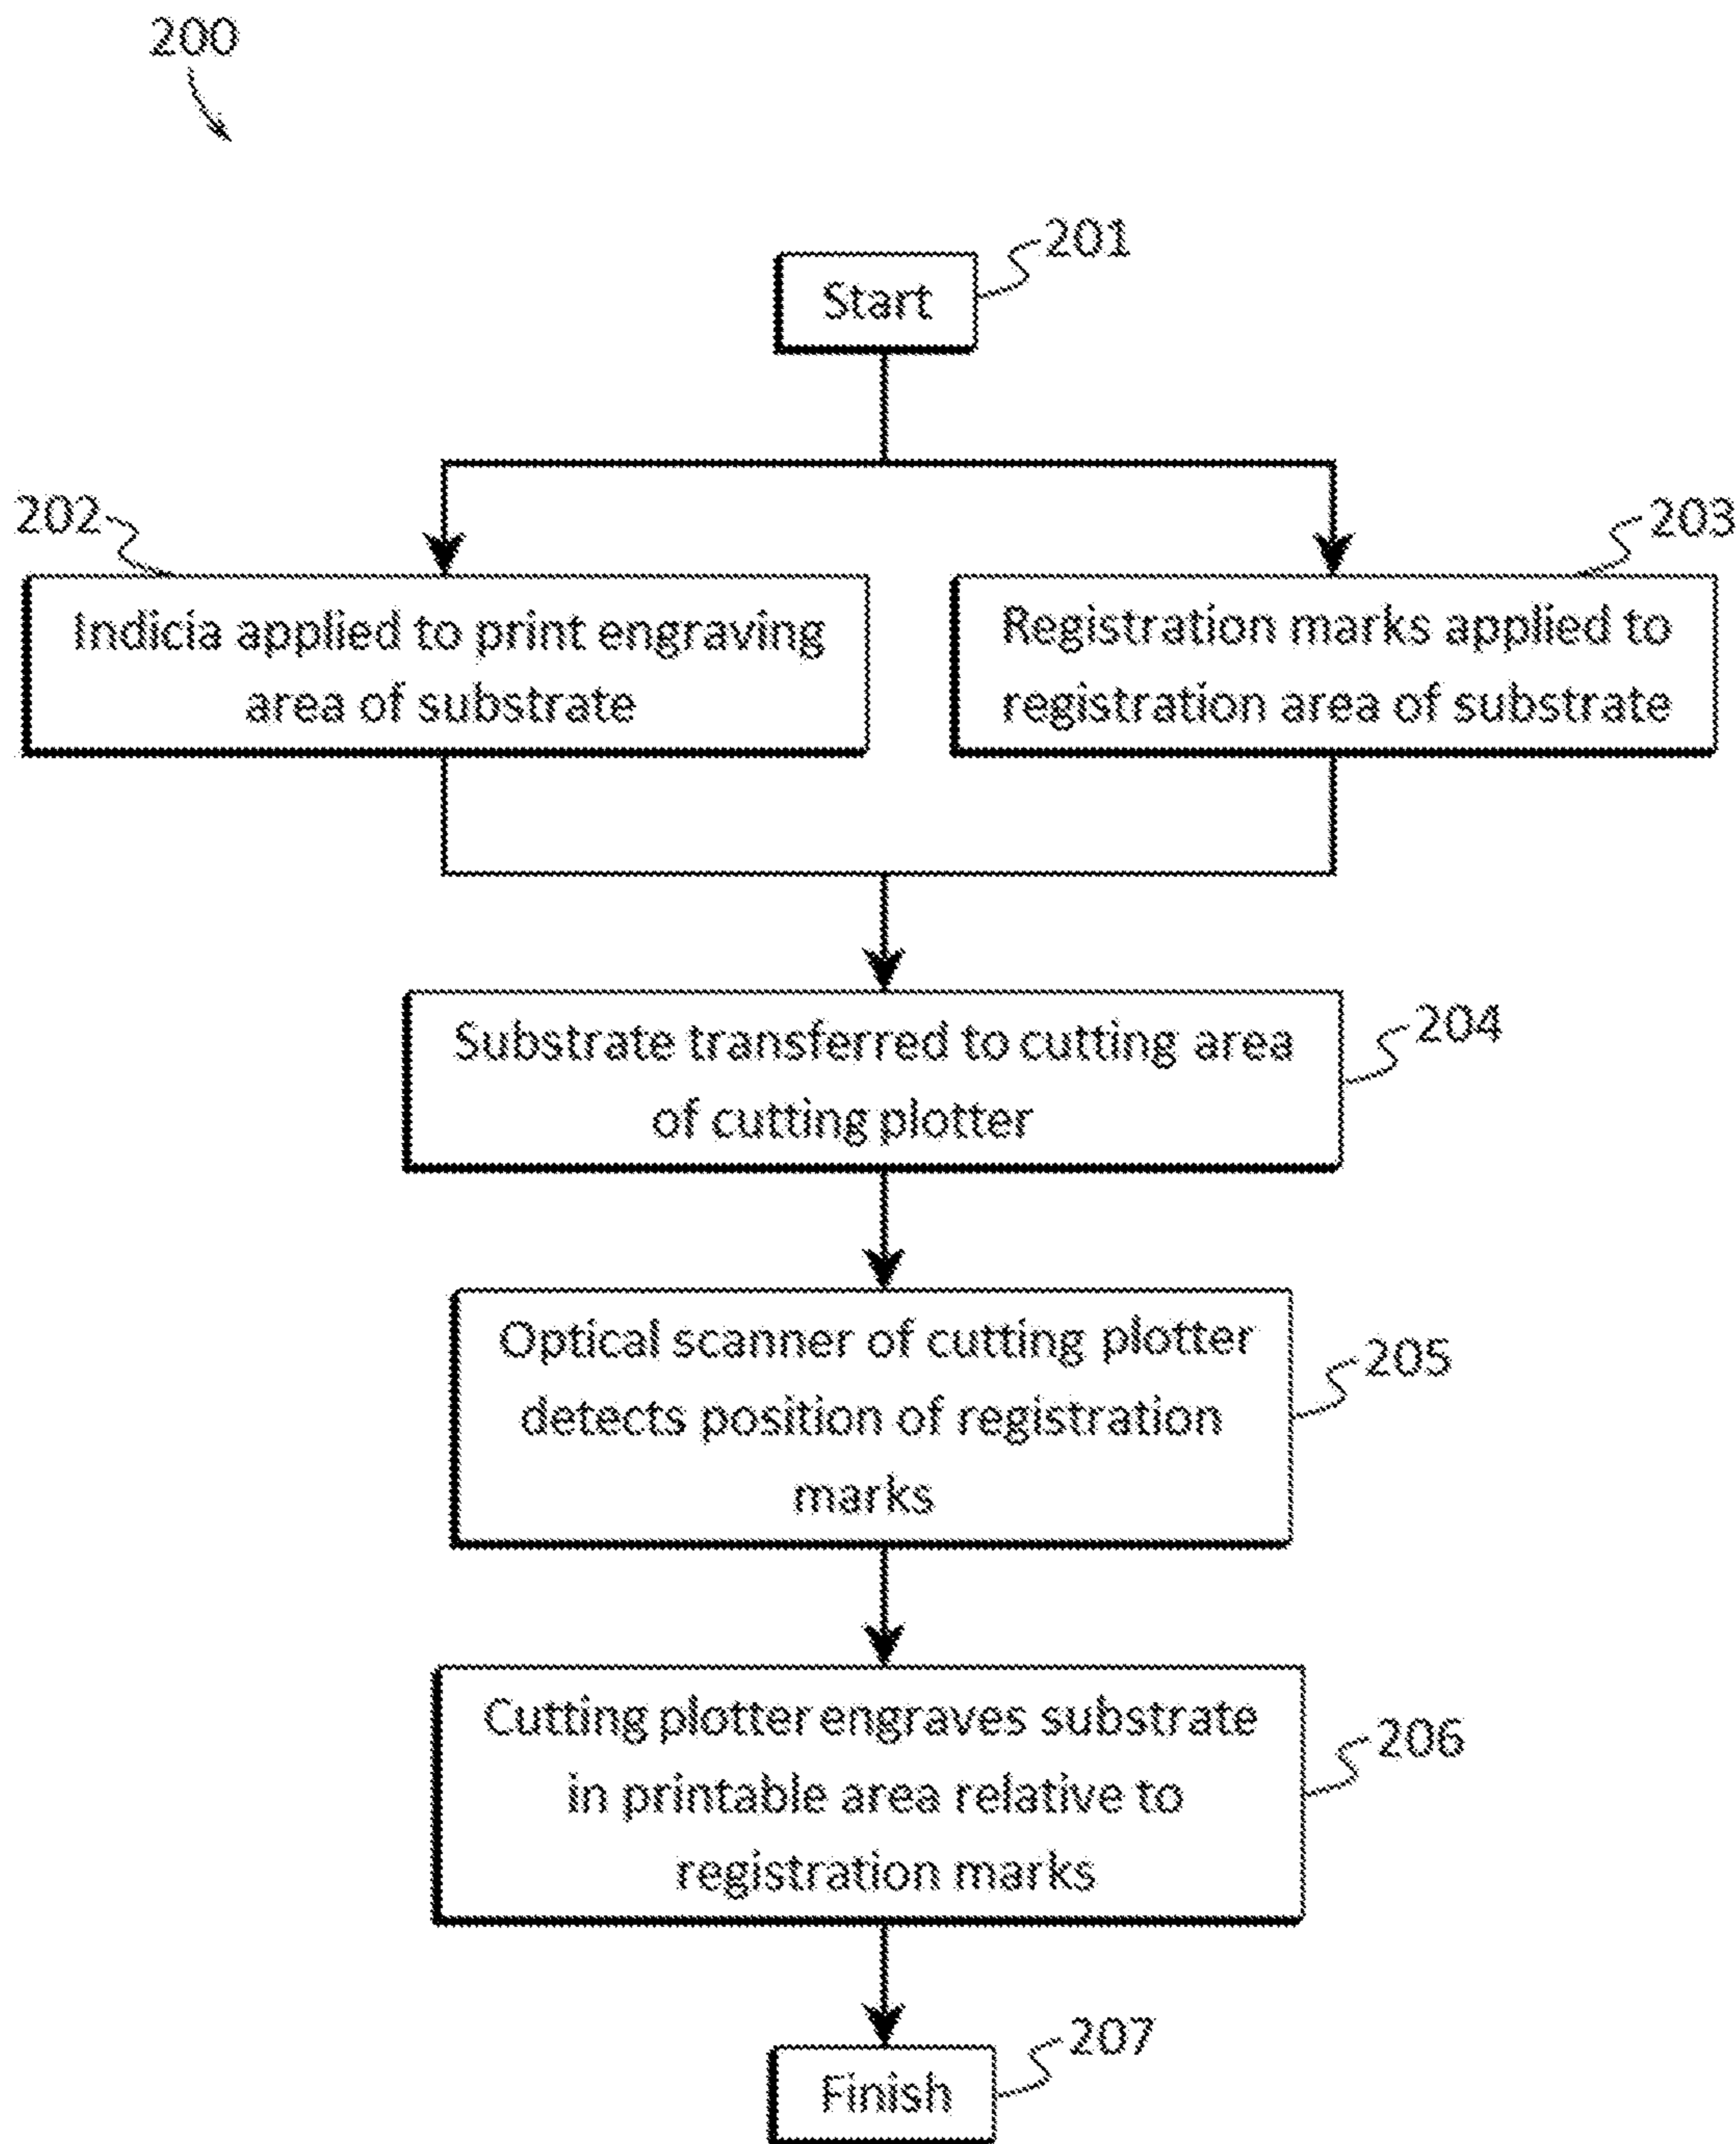 200
201
Start
202
203
Indicia applied to print engraving
area of substrate
Registration marks applied to
registration area of substrate
204
Substrate transferred to cutting area
of cutting plotter
205
Optical scanner of cutting plotter
detects position of registration
marks
206
Cutting plotter engraves substrate
in printable area relative to
registration marks
207
Finish